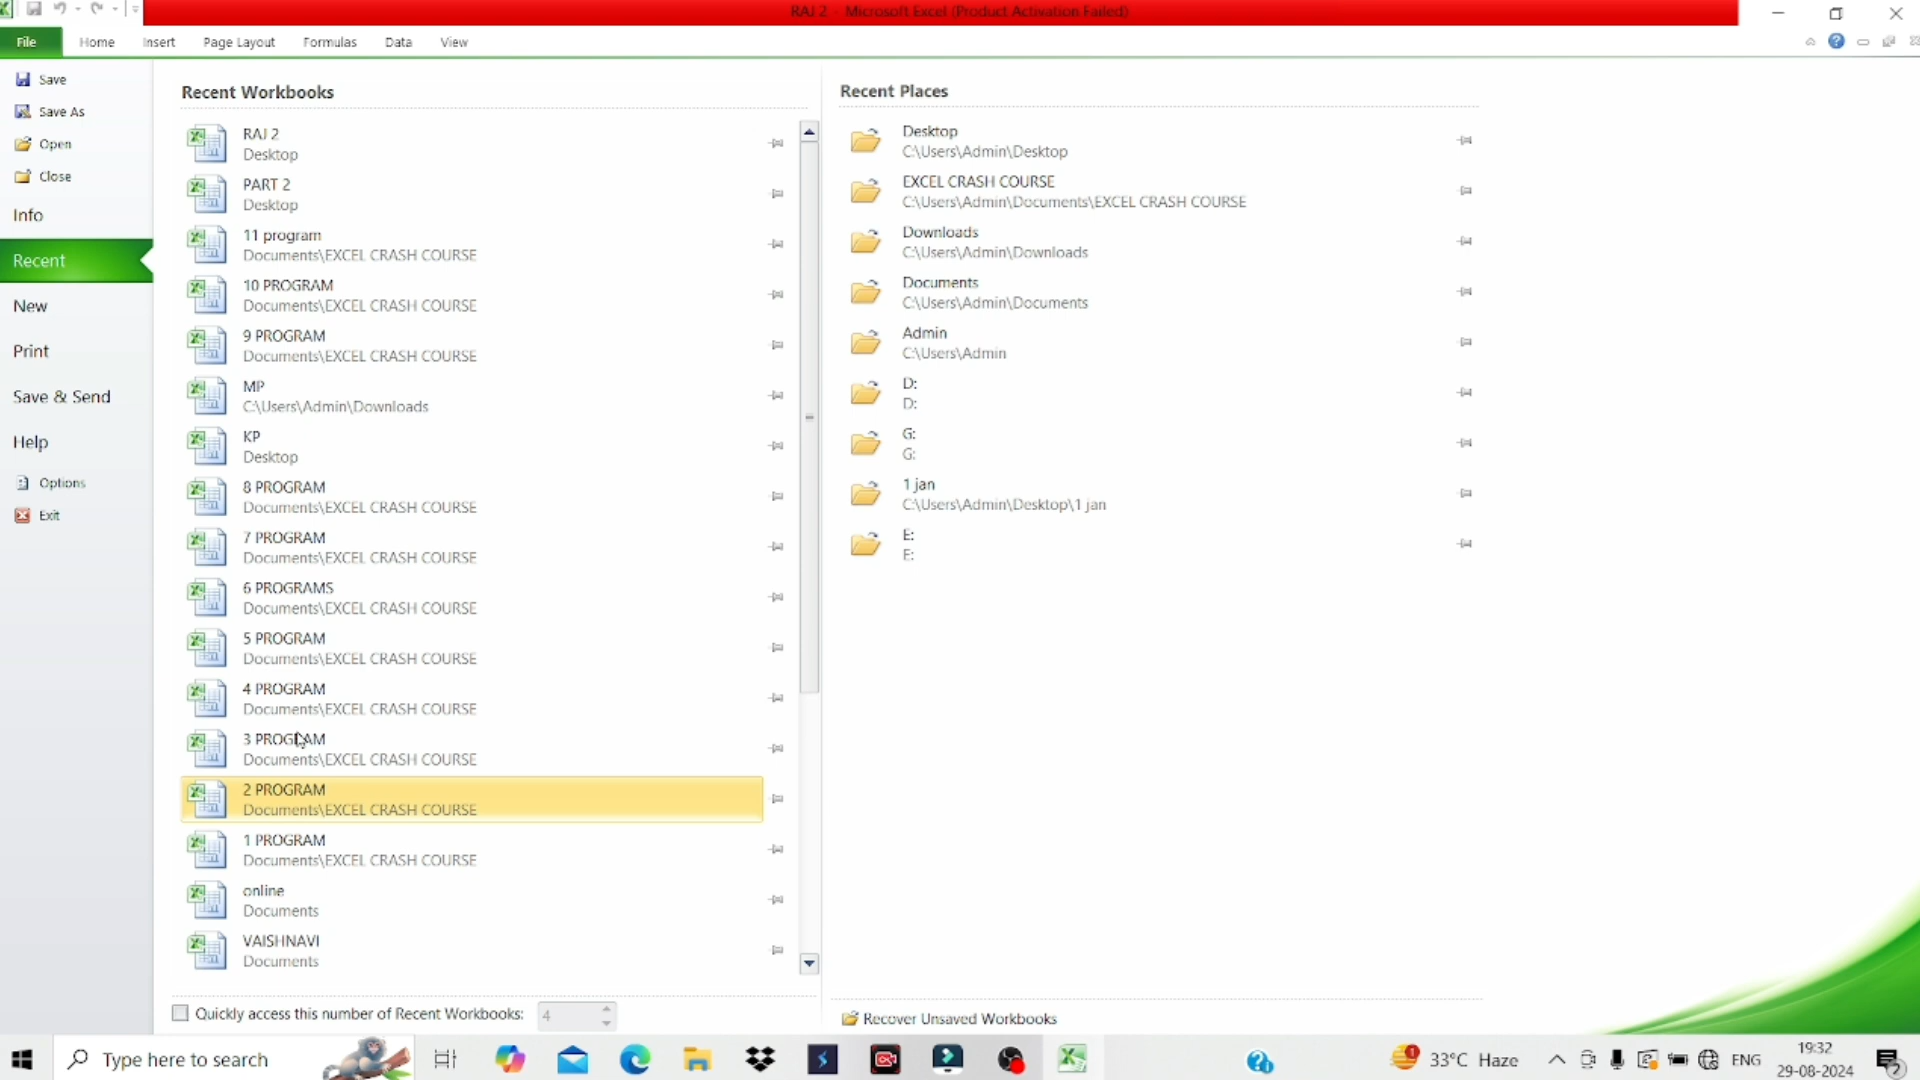 RAJ 2 - Microsoft Excel (Product Activation Failed)
File Home Insert Page Layout Formulas Data View
Save
Save As
Open
Close
Info
Recent
New
Print
Save & Send
Help
Options
Exit
Recent Workbooks
RAJ 2
Desktop
PART 2
Desktop
11 program
Documents\EXCEL CRASH COURSE
10 PROGRAM
Documents\EXCEL CRASH COURSE
9 PROGRAM
Documents\EXCEL CRASH COURSE
MP
C:\Users\Admin\Downloads
KP
Desktop
8 PROGRAM
Documents\EXCEL CRASH COURSE
7 PROGRAM
Documents\EXCEL CRASH COURSE
6 PROGRAMS
Documents\EXCEL CRASH COURSE
5 PROGRAM
Documents\EXCEL CRASH COURSE
4 PROGRAM
Documents\EXCEL CRASH COURSE
3 PROGRAM
Documents\EXCEL CRASH COURSE
2 PROGRAM
Documents\EXCEL CRASH COURSE
1 PROGRAM
Documents\EXCEL CRASH COURSE
online
Documents
VAISHNAVI
Documents
Quickly access this number of Recent Workbooks: 4
Recent Places
Desktop
C:\Users\Admin\Desktop
EXCEL CRASH COURSE
C:\Users\Admin\Documents\EXCEL CRASH COURSE
Downloads
C:\Users\Admin\Downloads
Documents
C:\Users\Admin\Documents
Admin
C:\Users\Admin
D:
D:
G:
G:
1 jan
C:\Users\Admin\Desktop\1 jan
E:
E:
Recover Unsaved Workbooks
Type here to search
1
33°C Haze
ENG
19:32
29-08-2024
2